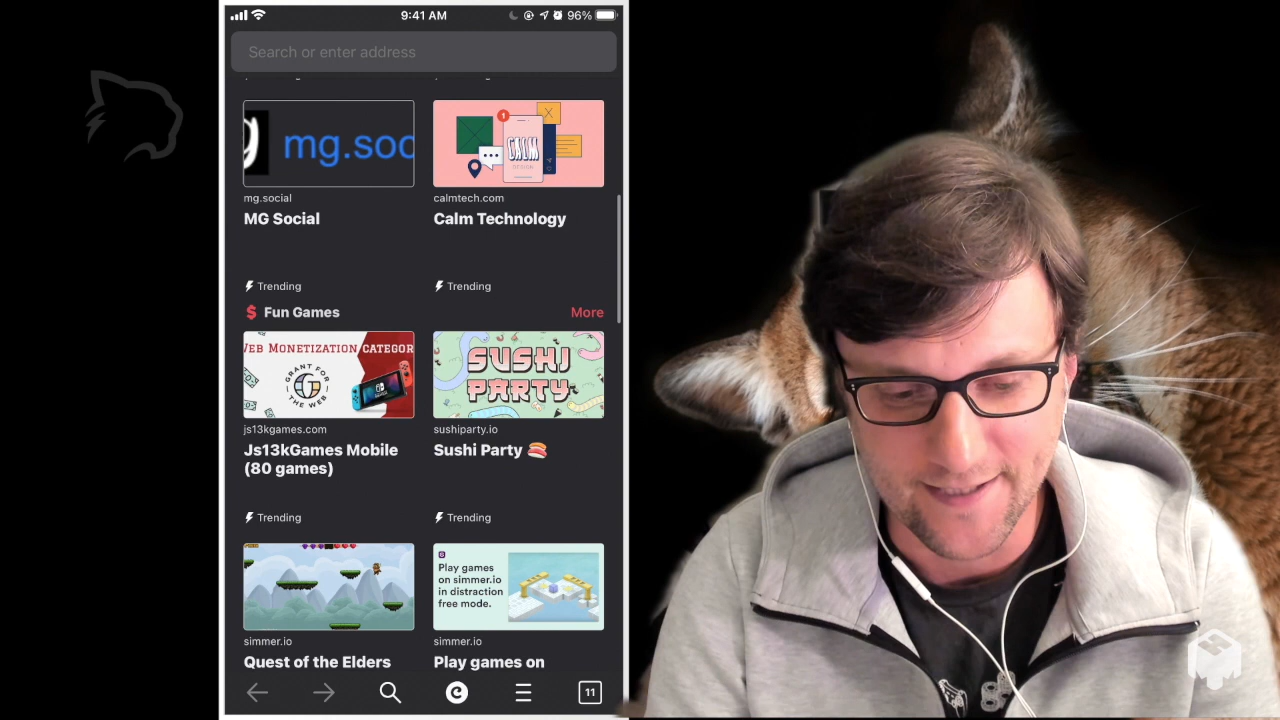 9:41 AM
96%
Search or enter address
mg.soc
1
CALM
DESIGN
mg.social
MG Social
calmtech.com
Calm Technology
Trending
Trending
$ Fun Games
More
WEB MONETIZATION CATEGOR
GRANT FOR
THE WEB
SUSHI
PARTY
js13kgames.com
Js13kGames Mobile
(80 games)
sushiparty.io
Sushi Party 🍣
Trending
Trending
Play games
on simmer.io
in distraction
free mode.
simmer.io
Quest of the Elders
simmer.io
Play games on
11